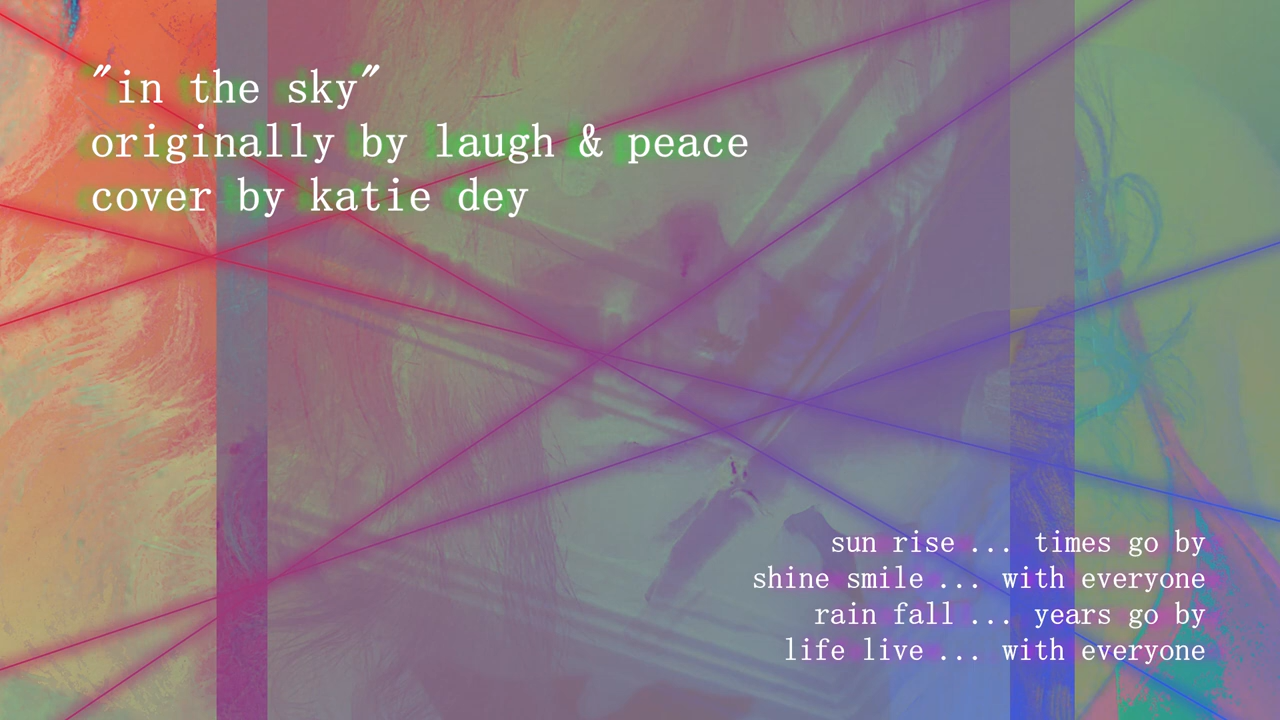 "in the sky"
originally by laugh & peace
cover by katie dey
sun rise ... times go by
shine smile ... with everyone
rain fall ... years go by
life live ... with everyone